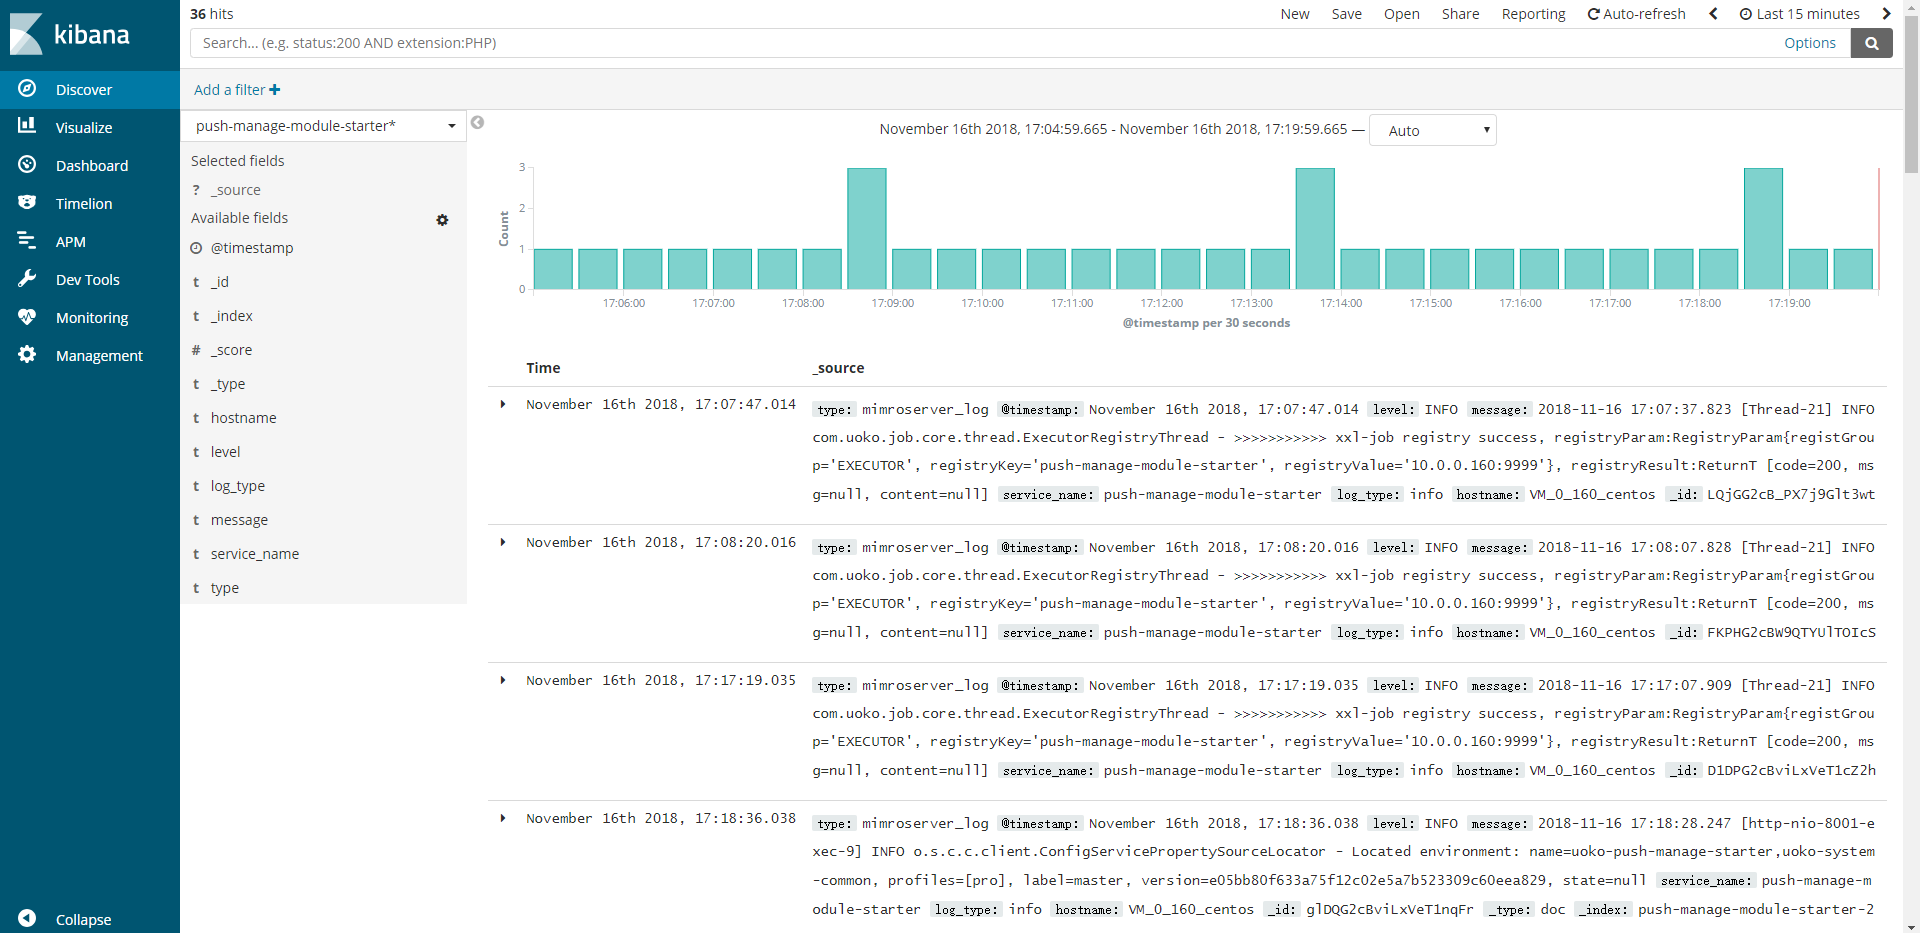 kibana
Discover
Visualize
Dashboard
Timelion
APM
Dev Tools
Monitoring
Management
Collapse
36 hits
New Save Open Share Reporting Auto-refresh Last 15 minutes
Search... (e.g. status:200 AND extension:PHP) Options
Add a filter +
push-manage-module-starter*
Selected fields
? _source
Available fields
@timestamp
t _id
t _index
# _score
t _type
t hostname
t level
t log_type
t message
t service_name
t type
November 16th 2018, 17:04:59.665 - November 16th 2018, 17:19:59.665 — Auto
Count
3
2
1
0
17:06:00 17:07:00 17:08:00 17:09:00 17:10:00 17:11:00 17:12:00 17:13:00 17:14:00 17:15:00 17:16:00 17:17:00 17:18:00 17:19:00
@timestamp per 30 seconds
Time _source
November 16th 2018, 17:07:47.014 type: mimroserver_log @timestamp: November 16th 2018, 17:07:47.014 level: INFO message: 2018-11-16 17:07:37.823 [Thread-21] INFO
com.uoko.job.core.thread.ExecutorRegistryThread - >>>>>>>>>>> xxl-job registry success, registryParam:RegistryParam{registGrou
p='EXECUTOR', registryKey='push-manage-module-starter', registryValue='10.0.0.160:9999'}, registryResult:ReturnT [code=200, ms
g=null, content=null] service_name: push-manage-module-starter log_type: info hostname: VM_0_160_centos _id: LQjGG2cB_PX7j9Glt3wt
November 16th 2018, 17:08:20.016 type: mimroserver_log @timestamp: November 16th 2018, 17:08:20.016 level: INFO message: 2018-11-16 17:08:07.828 [Thread-21] INFO
com.uoko.job.core.thread.ExecutorRegistryThread - >>>>>>>>>>> xxl-job registry success, registryParam:RegistryParam{registGrou
p='EXECUTOR', registryKey='push-manage-module-starter', registryValue='10.0.0.160:9999'}, registryResult:ReturnT [code=200, ms
g=null, content=null] service_name: push-manage-module-starter log_type: info hostname: VM_0_160_centos _id: FKPHG2cBW9QTYUlTOIcS
November 16th 2018, 17:17:19.035 type: mimroserver_log @timestamp: November 16th 2018, 17:17:19.035 level: INFO message: 2018-11-16 17:17:07.909 [Thread-21] INFO
com.uoko.job.core.thread.ExecutorRegistryThread - >>>>>>>>>>> xxl-job registry success, registryParam:RegistryParam{registGrou
p='EXECUTOR', registryKey='push-manage-module-starter', registryValue='10.0.0.160:9999'}, registryResult:ReturnT [code=200, ms
g=null, content=null] service_name: push-manage-module-starter log_type: info hostname: VM_0_160_centos _id: D1DPG2cBviLxVeT1cZ2h
November 16th 2018, 17:18:36.038 type: mimroserver_log @timestamp: November 16th 2018, 17:18:36.038 level: INFO message: 2018-11-16 17:18:28.247 [http-nio-8001-e
xec-9] INFO o.s.c.c.client.ConfigServicePropertySourceLocator - Located environment: name=uoko-push-manage-starter,uoko-system
-common, profiles=[pro], label=master, version=e05bb80f633a75f12c02e5a7b523309c60eea829, state=null service_name: push-manage-m
odule-starter log_type: info hostname: VM_0_160_centos _id: glDQG2cBviLxVeT1nqFr _type: doc _index: push-manage-module-starter-2